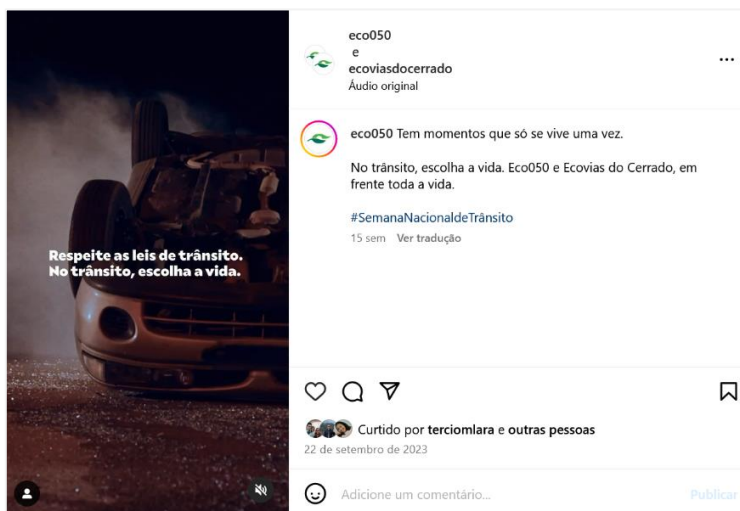 Respeite as leis de trânsito.
No trânsito, escolha a vida.
eco050
e
ecoviasdocerrado
Áudio original
eco050 Tem momentos que só se vive uma vez.
No trânsito, escolha a vida. Eco050 e Ecovias do Cerrado, em
frente toda a vida.
#SemanaNacionaldeTrânsito
15 sem Ver tradução
Curtido por terciomlara e outras pessoas
22 de setembro de 2023
Adicione um comentário... Publicar